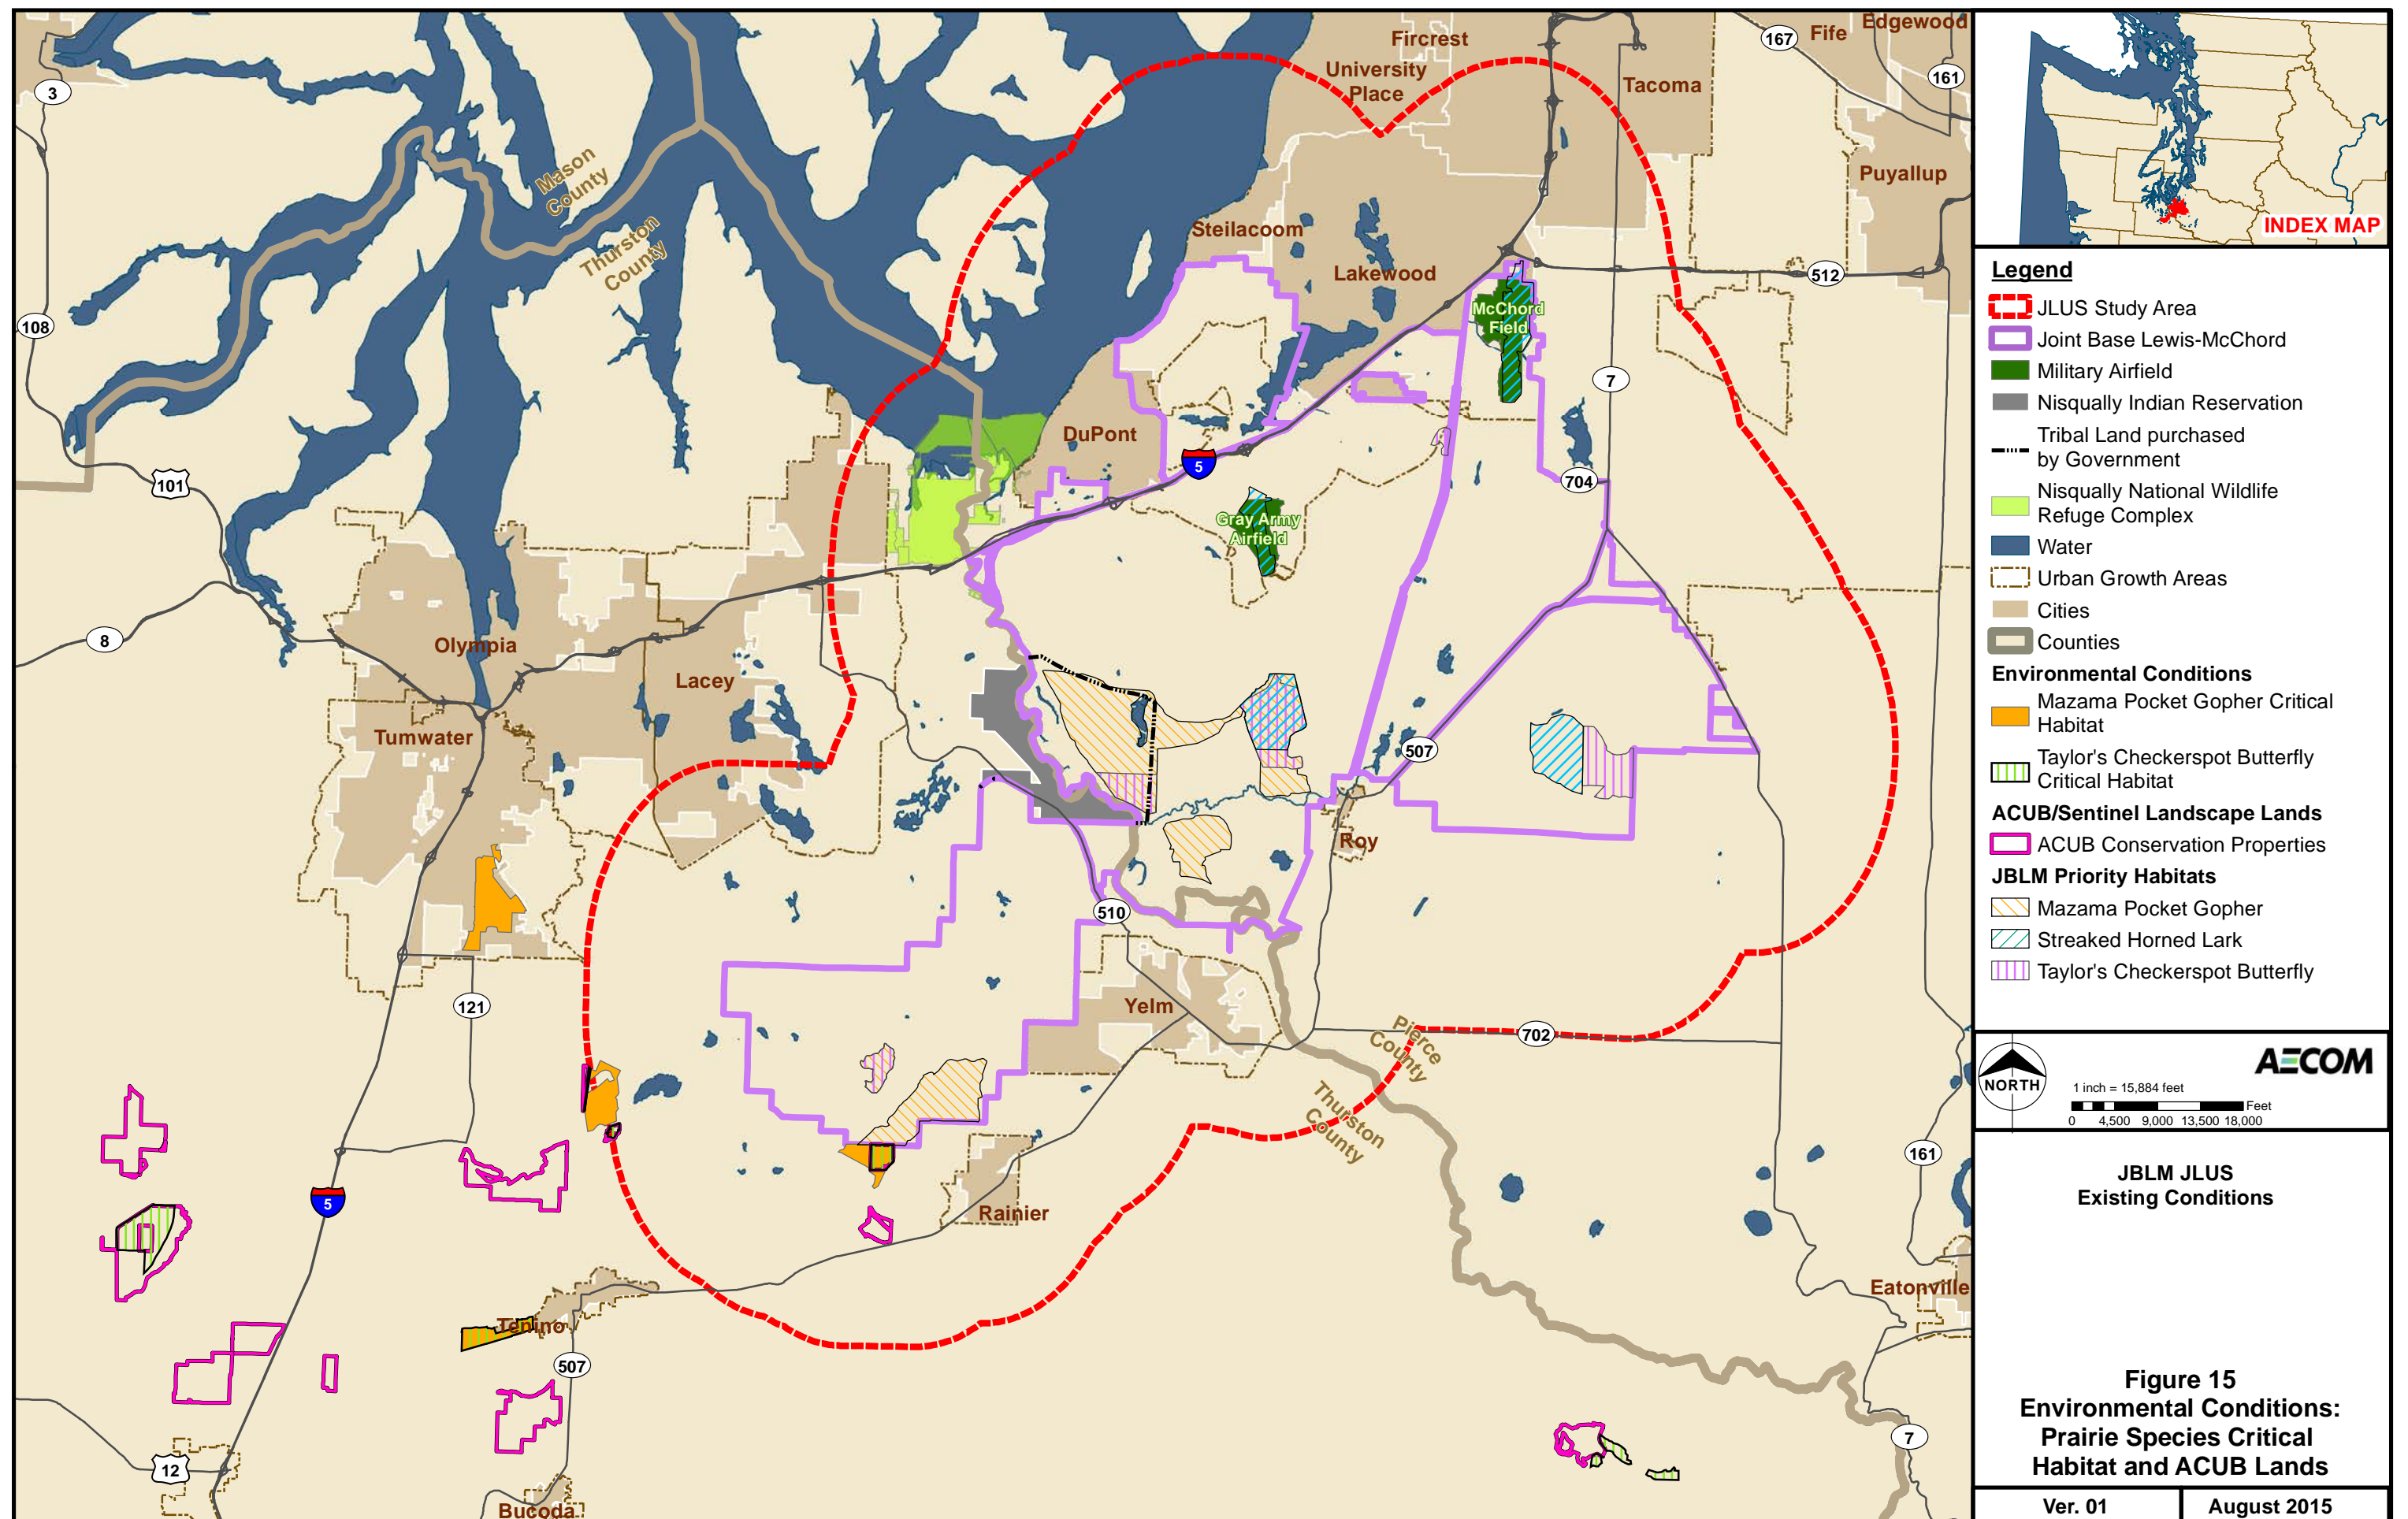 Fircrest
University
Place
Tacoma
167
Fife
Edgewood
161
3
Mason
County
Thurston
County
Puyallup
Steilacoom
Lakewood
512
McChord
Field
108
7
DuPont
5
101
704
Gray Army
Airfield
8
Olympia
Lacey
Tumwater
507
Roy
510
121
Yelm
Pierce
County
702
Thurston
County
161
5
Rainier
Eatonville
Tenino
507
7
12
Bucoda
INDEX MAP
Legend
JLUS Study Area
Joint Base Lewis-McChord
Military Airfield
Nisqually Indian Reservation
Tribal Land purchased
by Government
Nisqually National Wildlife
Refuge Complex
Water
Urban Growth Areas
Cities
Counties
Environmental Conditions
Mazama Pocket Gopher Critical
Habitat
Taylor's Checkerspot Butterfly
Critical Habitat
ACUB/Sentinel Landscape Lands
ACUB Conservation Properties
JBLM Priority Habitats
Mazama Pocket Gopher
Streaked Horned Lark
Taylor's Checkerspot Butterfly
NORTH
AECOM
1 inch = 15,884 feet
Feet
0 4,500 9,000 13,500 18,000
JBLM JLUS
Existing Conditions
Figure 15
Environmental Conditions:
Prairie Species Critical
Habitat and ACUB Lands
Ver. 01
August 2015